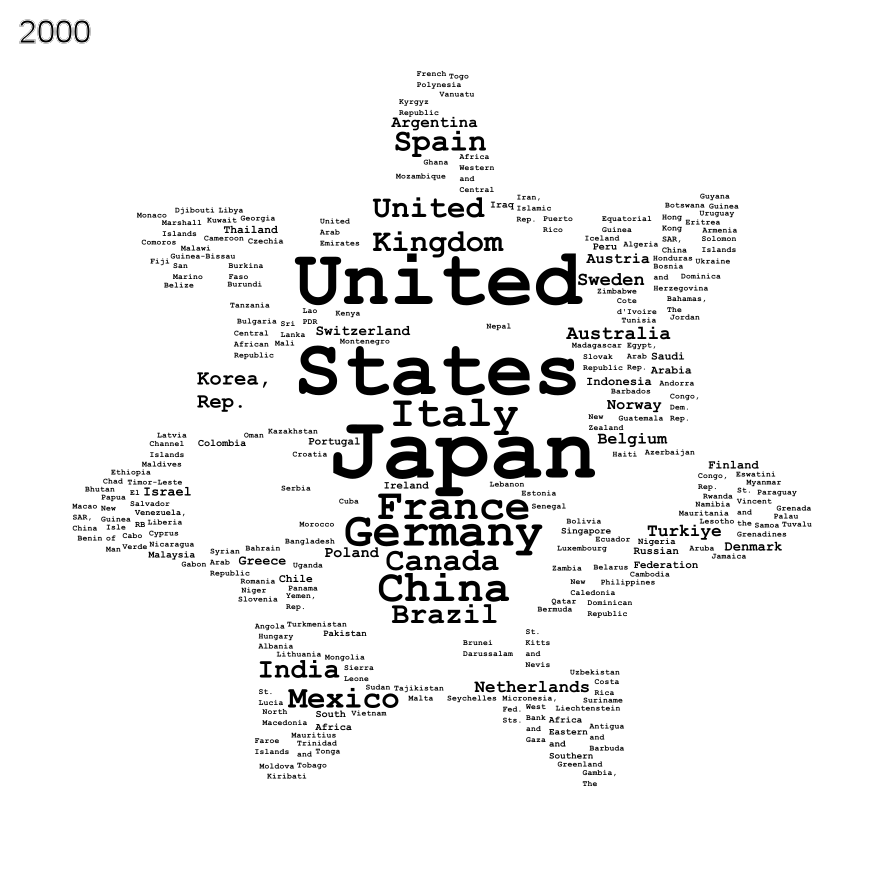 2000
French Togo
Polynesia
Vanuatu
Kyrgyz
Republic
Argentina
Spain
Ghana
Africa
Western
and
Central
Mozambique
United
Kingdom
Iraq
Iran,
Islamic
Rep.
Puerto
Rico
Monaco
Djibouti Libya
Marshall
Islands
Kuwait Georgia
Thailand
Comoros
Cameroon Czechia
Malawi
Guinea-Bissau
Fiji
San
Marino
Burkina
Faso
Belize
Burundi
United
Arab
Emirates
Equatorial
Guinea
Iceland
Peru Algeria
Botswana
Guyana
Guinea
Uruguay
Hong
Kong
SAR,
China
Eritrea
Armenia
Solomon
Islands
Austria
Honduras
Ukraine
Bosnia
and
Herzegovina
Dominica
United
States
Sweden
Zimbabwe
Cote
d'Ivoire
Tunisia
Bahamas,
The
Jordan
Tanzania
Bulgaria
Sri
Lanka
Lao
PDR
Kenya
Central
African
Republic
Mali
Switzerland
Montenegro
Nepal
Australia
Madagascar
Egypt,
Arab
Rep.
Slovak
Republic
Saudi
Arabia
Korea,
Rep.
Indonesia
Andorra
Barbados
Norway
Congo,
Dem.
Rep.
New
Zealand
Guatemala
Italy
Japan
Belgium
Haiti
Azerbaijan
Latvia
Channel
Islands
Maldives
Colombia
Oman
Kazakhstan
Portugal
Croatia
Ethiopia
Chad
Timor-Leste
Bhutan
El
Salvador
Israel
Papua
New
Guinea
Macao
SAR,
China
Venezuela,
RB
Liberia
Isle
of
Man
Benin
Cabo
Verde
Cyprus
Nicaragua
Malaysia
Gabon
Syrian
Arab
Republic
Bahrain
Greece
Uganda
Serbia
Cuba
Ireland
Lebanon
Estonia
Senegal
France
Morocco
Bangladesh
Germany
Poland
Canada
China
Brazil
Bolivia
Singapore
Ecuador
Luxembourg
Nigeria
Finland
Congo,
Rep.
Eswatini
Myanmar
Rwanda
Namibia
St.
Vincent
and
the
Grenadines
Paraguay
Mauritania
Lesotho
Grenada
Palau
Samoa Tuvalu
Turkiye
Russian
Federation
Aruba
Denmark
Jamaica
Zambia
Belarus
Cambodia
New
Caledonia
Philippines
Qatar
Bermuda
Dominican
Republic
Romania
Chile
Niger
Slovenia
Panama
Yemen,
Rep.
Angola
Turkmenistan
Hungary
Pakistan
Albania
Lithuania
Mongolia
India
Sierra
Leone
St.
Lucia
Mexico
Sudan
Tajikistan
Malta
North
Macedonia
South
Africa
Vietnam
Mauritius
Faroe
Islands
Trinidad
and
Tobago
Tonga
Moldova
Kiribati
Brunei
Darussalam
St.
Kitts
and
Nevis
Netherlands
Uzbekistan
Costa
Rica
Suriname
Seychelles
Micronesia,
Fed.
Sts.
West
Bank
and
Gaza
Liechtenstein
Africa
Eastern
and
Southern
Antigua
and
Barbuda
Greenland
Gambia,
The